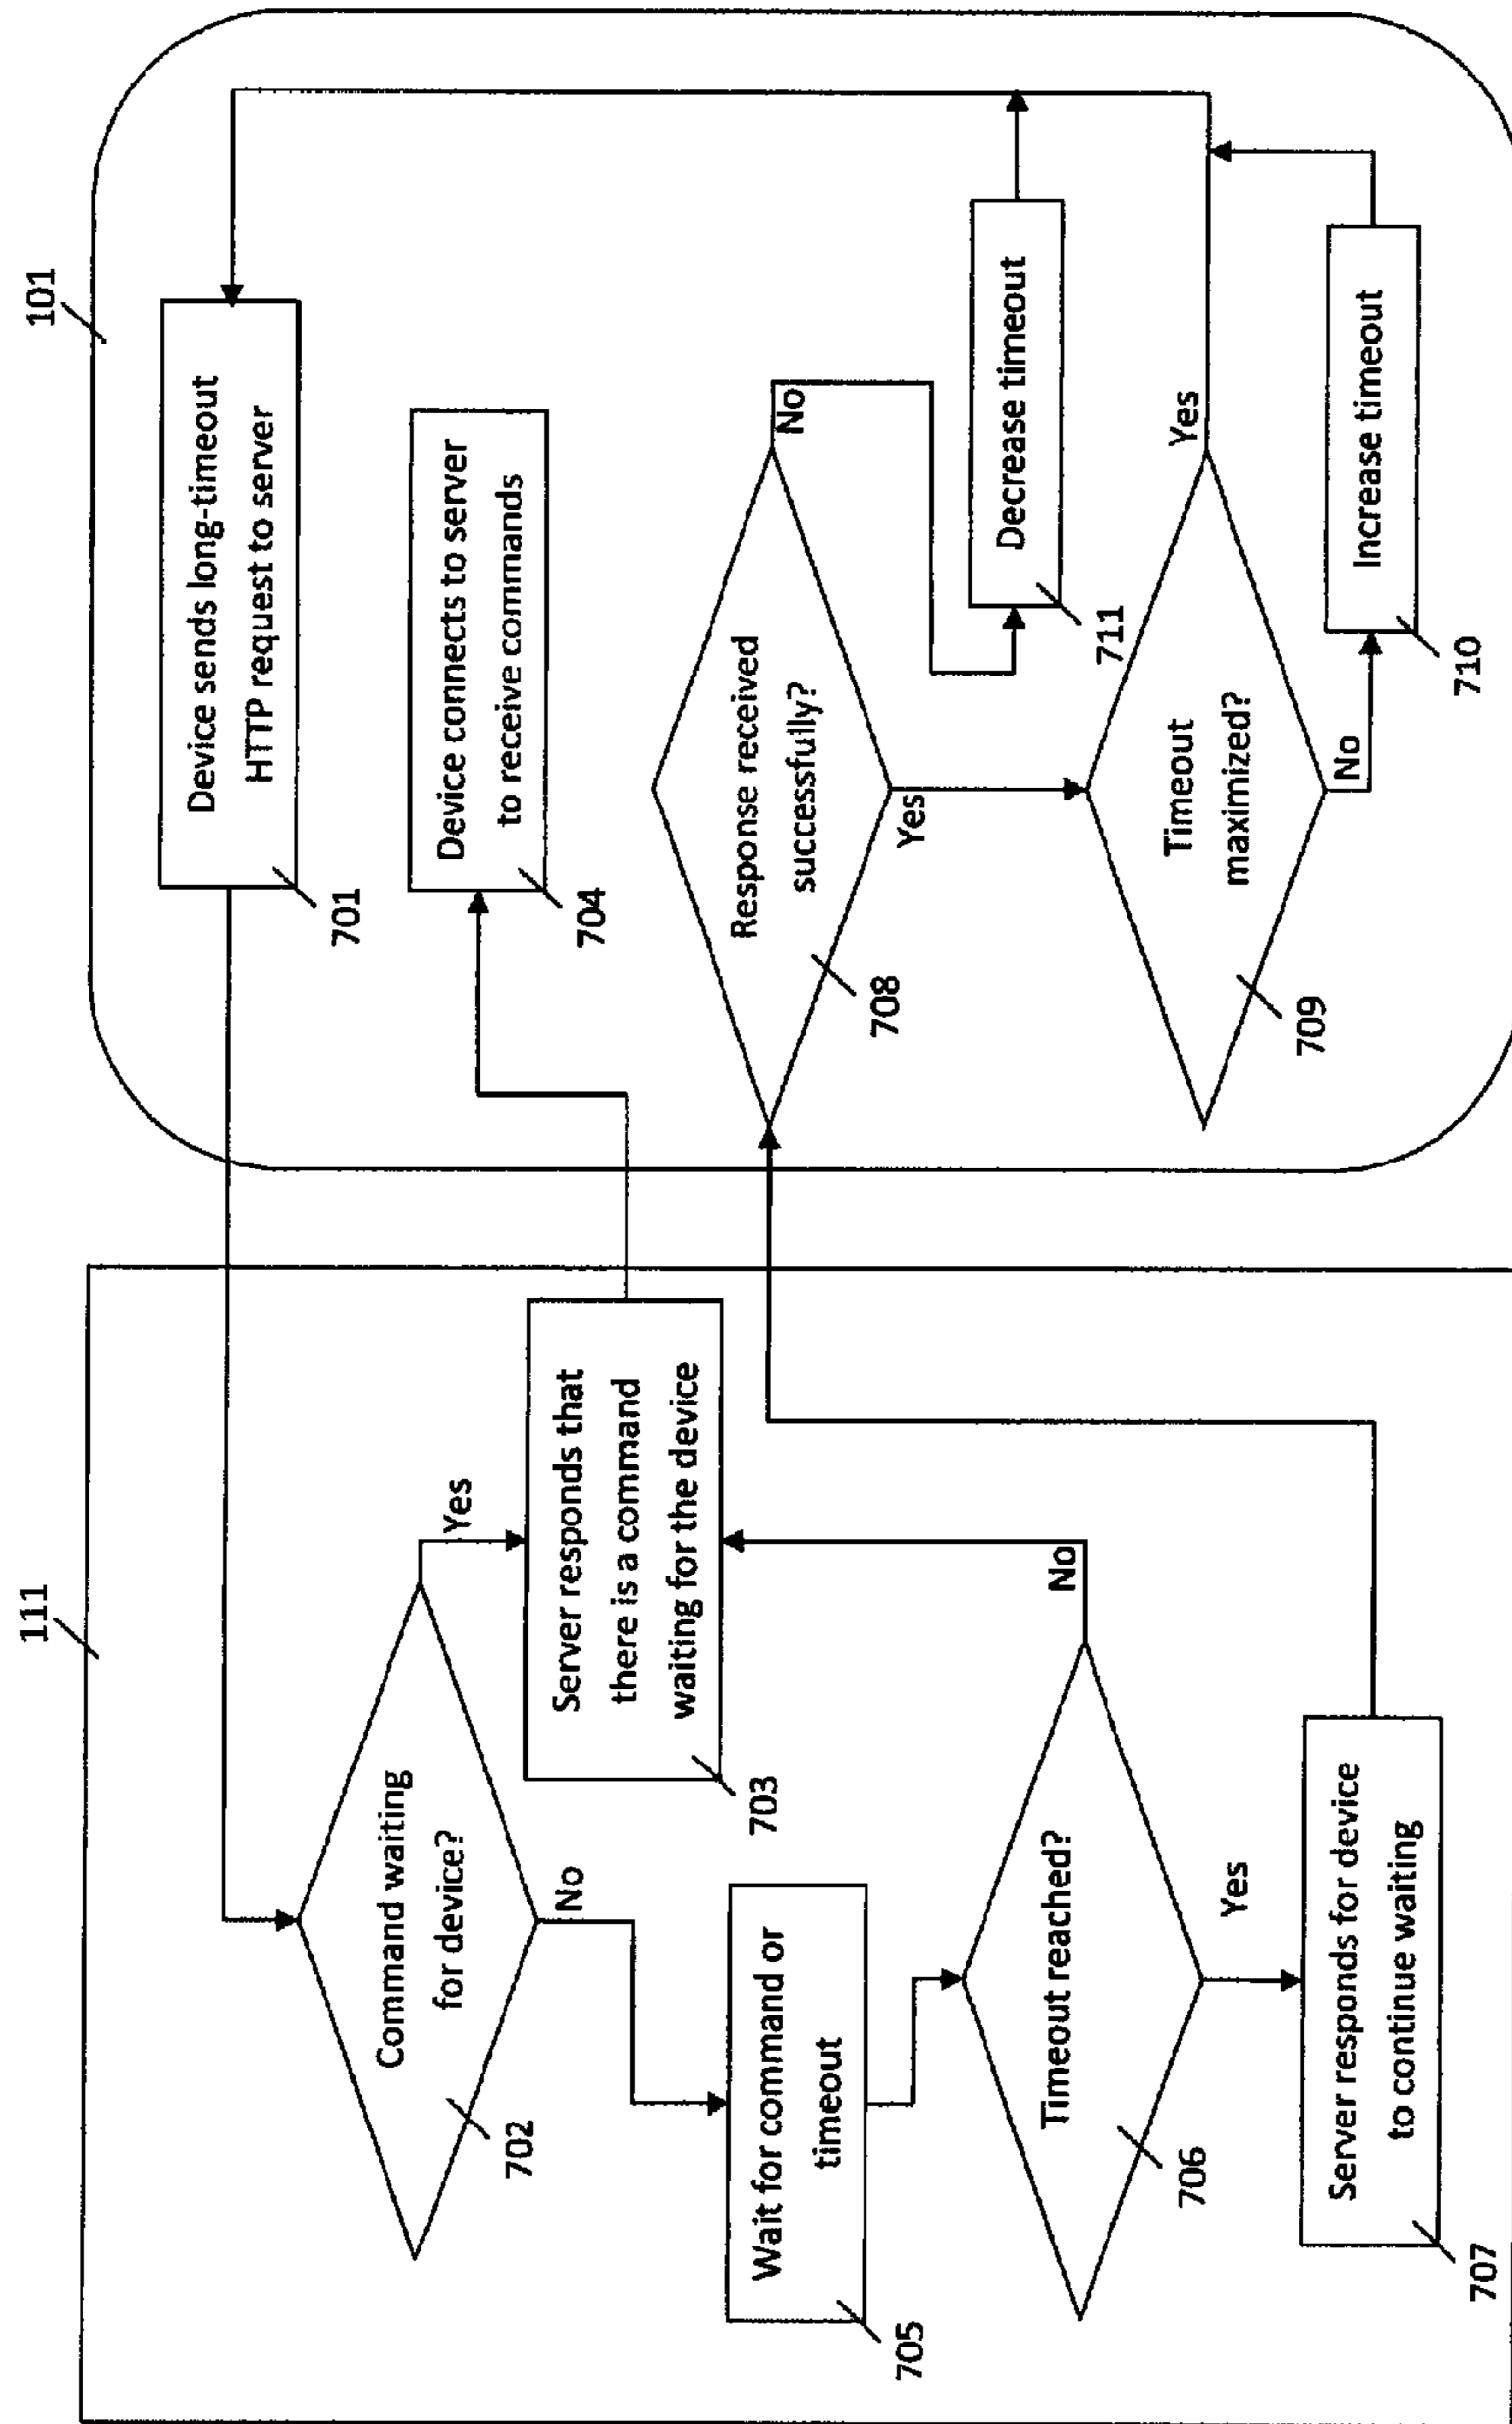 111
101
Device sends long-timeout
HTTP request to server
701
Command waiting
for device?
702
Yes
No
Server responds that
there is a command
waiting for the device
703
Device connects to server
to receive commands
704
Wait for command or
timeout
705
Timeout reached?
706
No
Yes
Server responds for device
to continue waiting
707
Response received
successfully?
708
No
Yes
Decrease timeout
711
Timeout
maximized?
709
Yes
No
Increase timeout
710